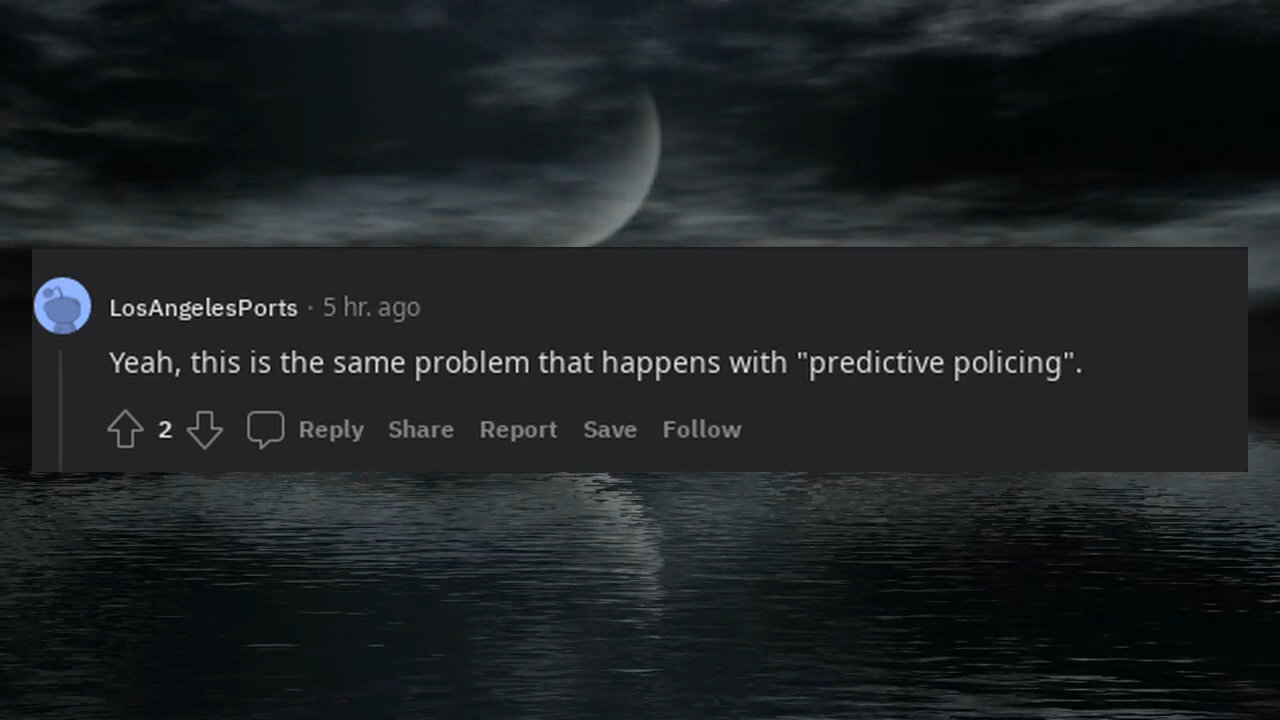 LosAngelesPorts · 5 hr. ago
Yeah, this is the same problem that happens with "predictive policing".
2 Reply Share Report Save Follow